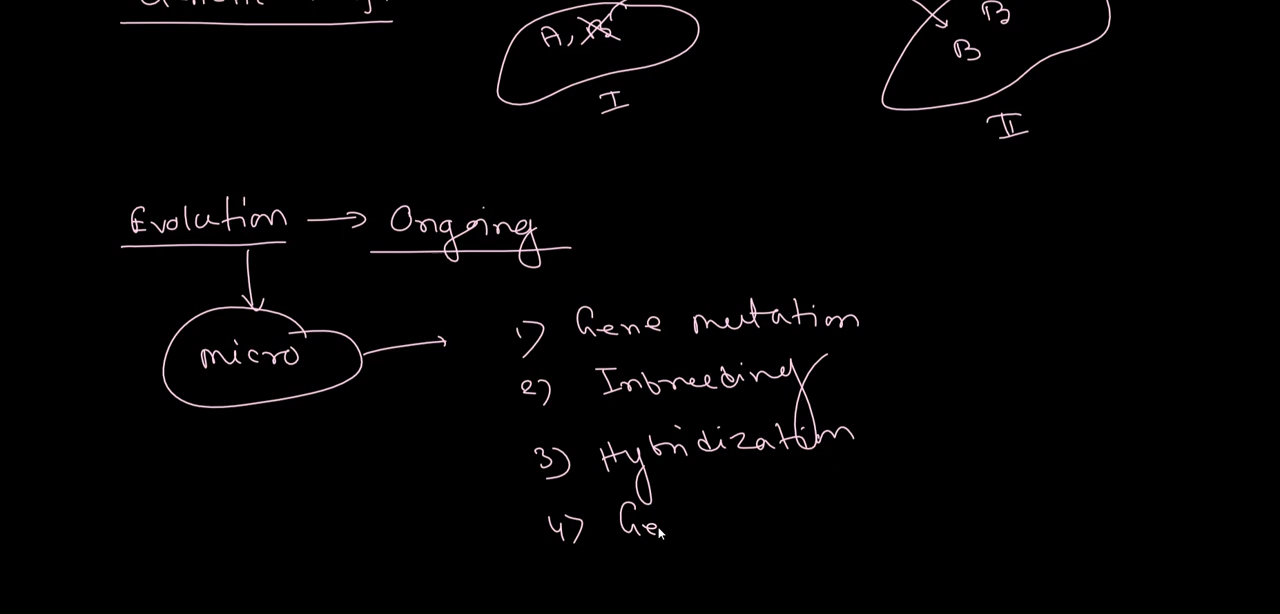 A, B
B
B
I
II
Evolution → Ongoing
micro →
1) Gene mutation
2) Inbreeding
3) Hybridization
4) Ge